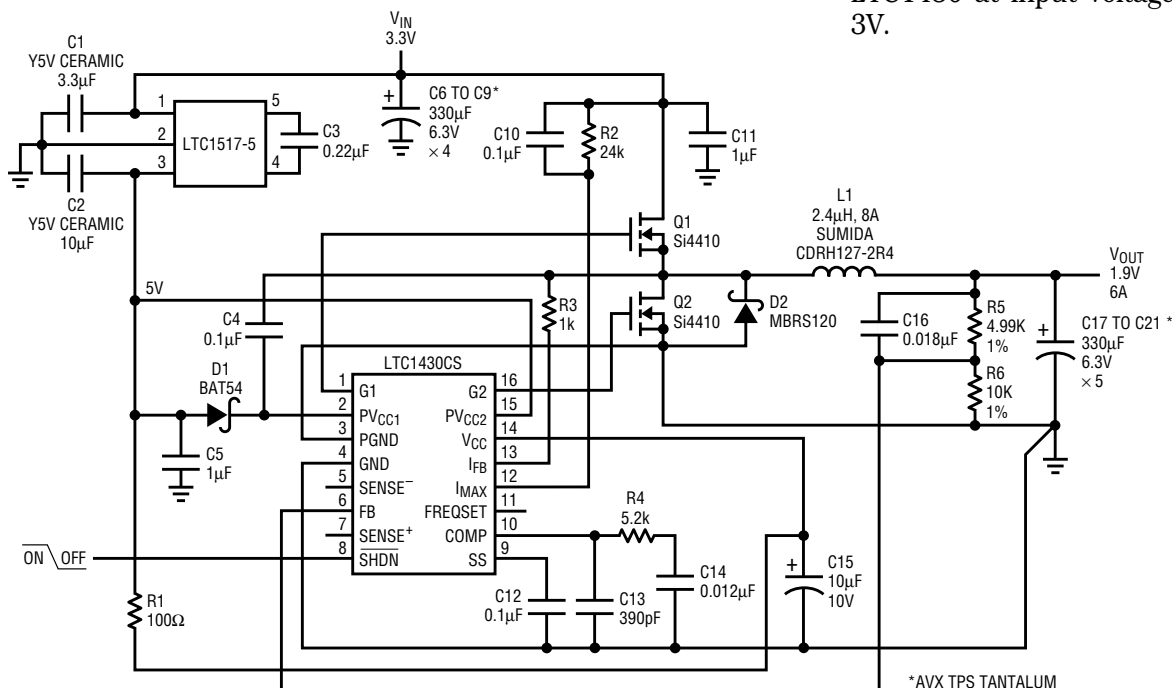 LTC1430 at input voltage
3V.
VIN
3.3V
C1
Y5V CERAMIC
3.3µF
1
2
3
5
4
LTC1517-5
C3
0.22µF
C2
Y5V CERAMIC
10µF
+
C6 TO C9*
330µF
6.3V
× 4
C10
0.1µF
R2
24k
C11
1µF
Q1
Si4410
L1
2.4µH, 8A
SUMIDA
CDRH127-2R4
VOUT
1.9V
6A
5V
C4
0.1µF
R3
1k
Q2
Si4410
D2
MBRS120
C16
0.018µF
R5
4.99K
1%
R6
10K
1%
+
C17 TO C21 *
330µF
6.3V
× 5
D1
BAT54
C5
1µF
LTC1430CS
1 G1
2 PVCC1
3 PGND
4 GND
5 SENSE–
6 FB
7 SENSE+
8 SHDN
G2 16
PVCC2 15
VCC 14
IFB 13
IMAX 12
FREQSET 11
COMP 10
SS 9
ON OFF
R1
100Ω
R4
5.2k
C12
0.1µF
C13
390pF
C14
0.012µF
+
C15
10µF
10V
*AVX TPS TANTALUM